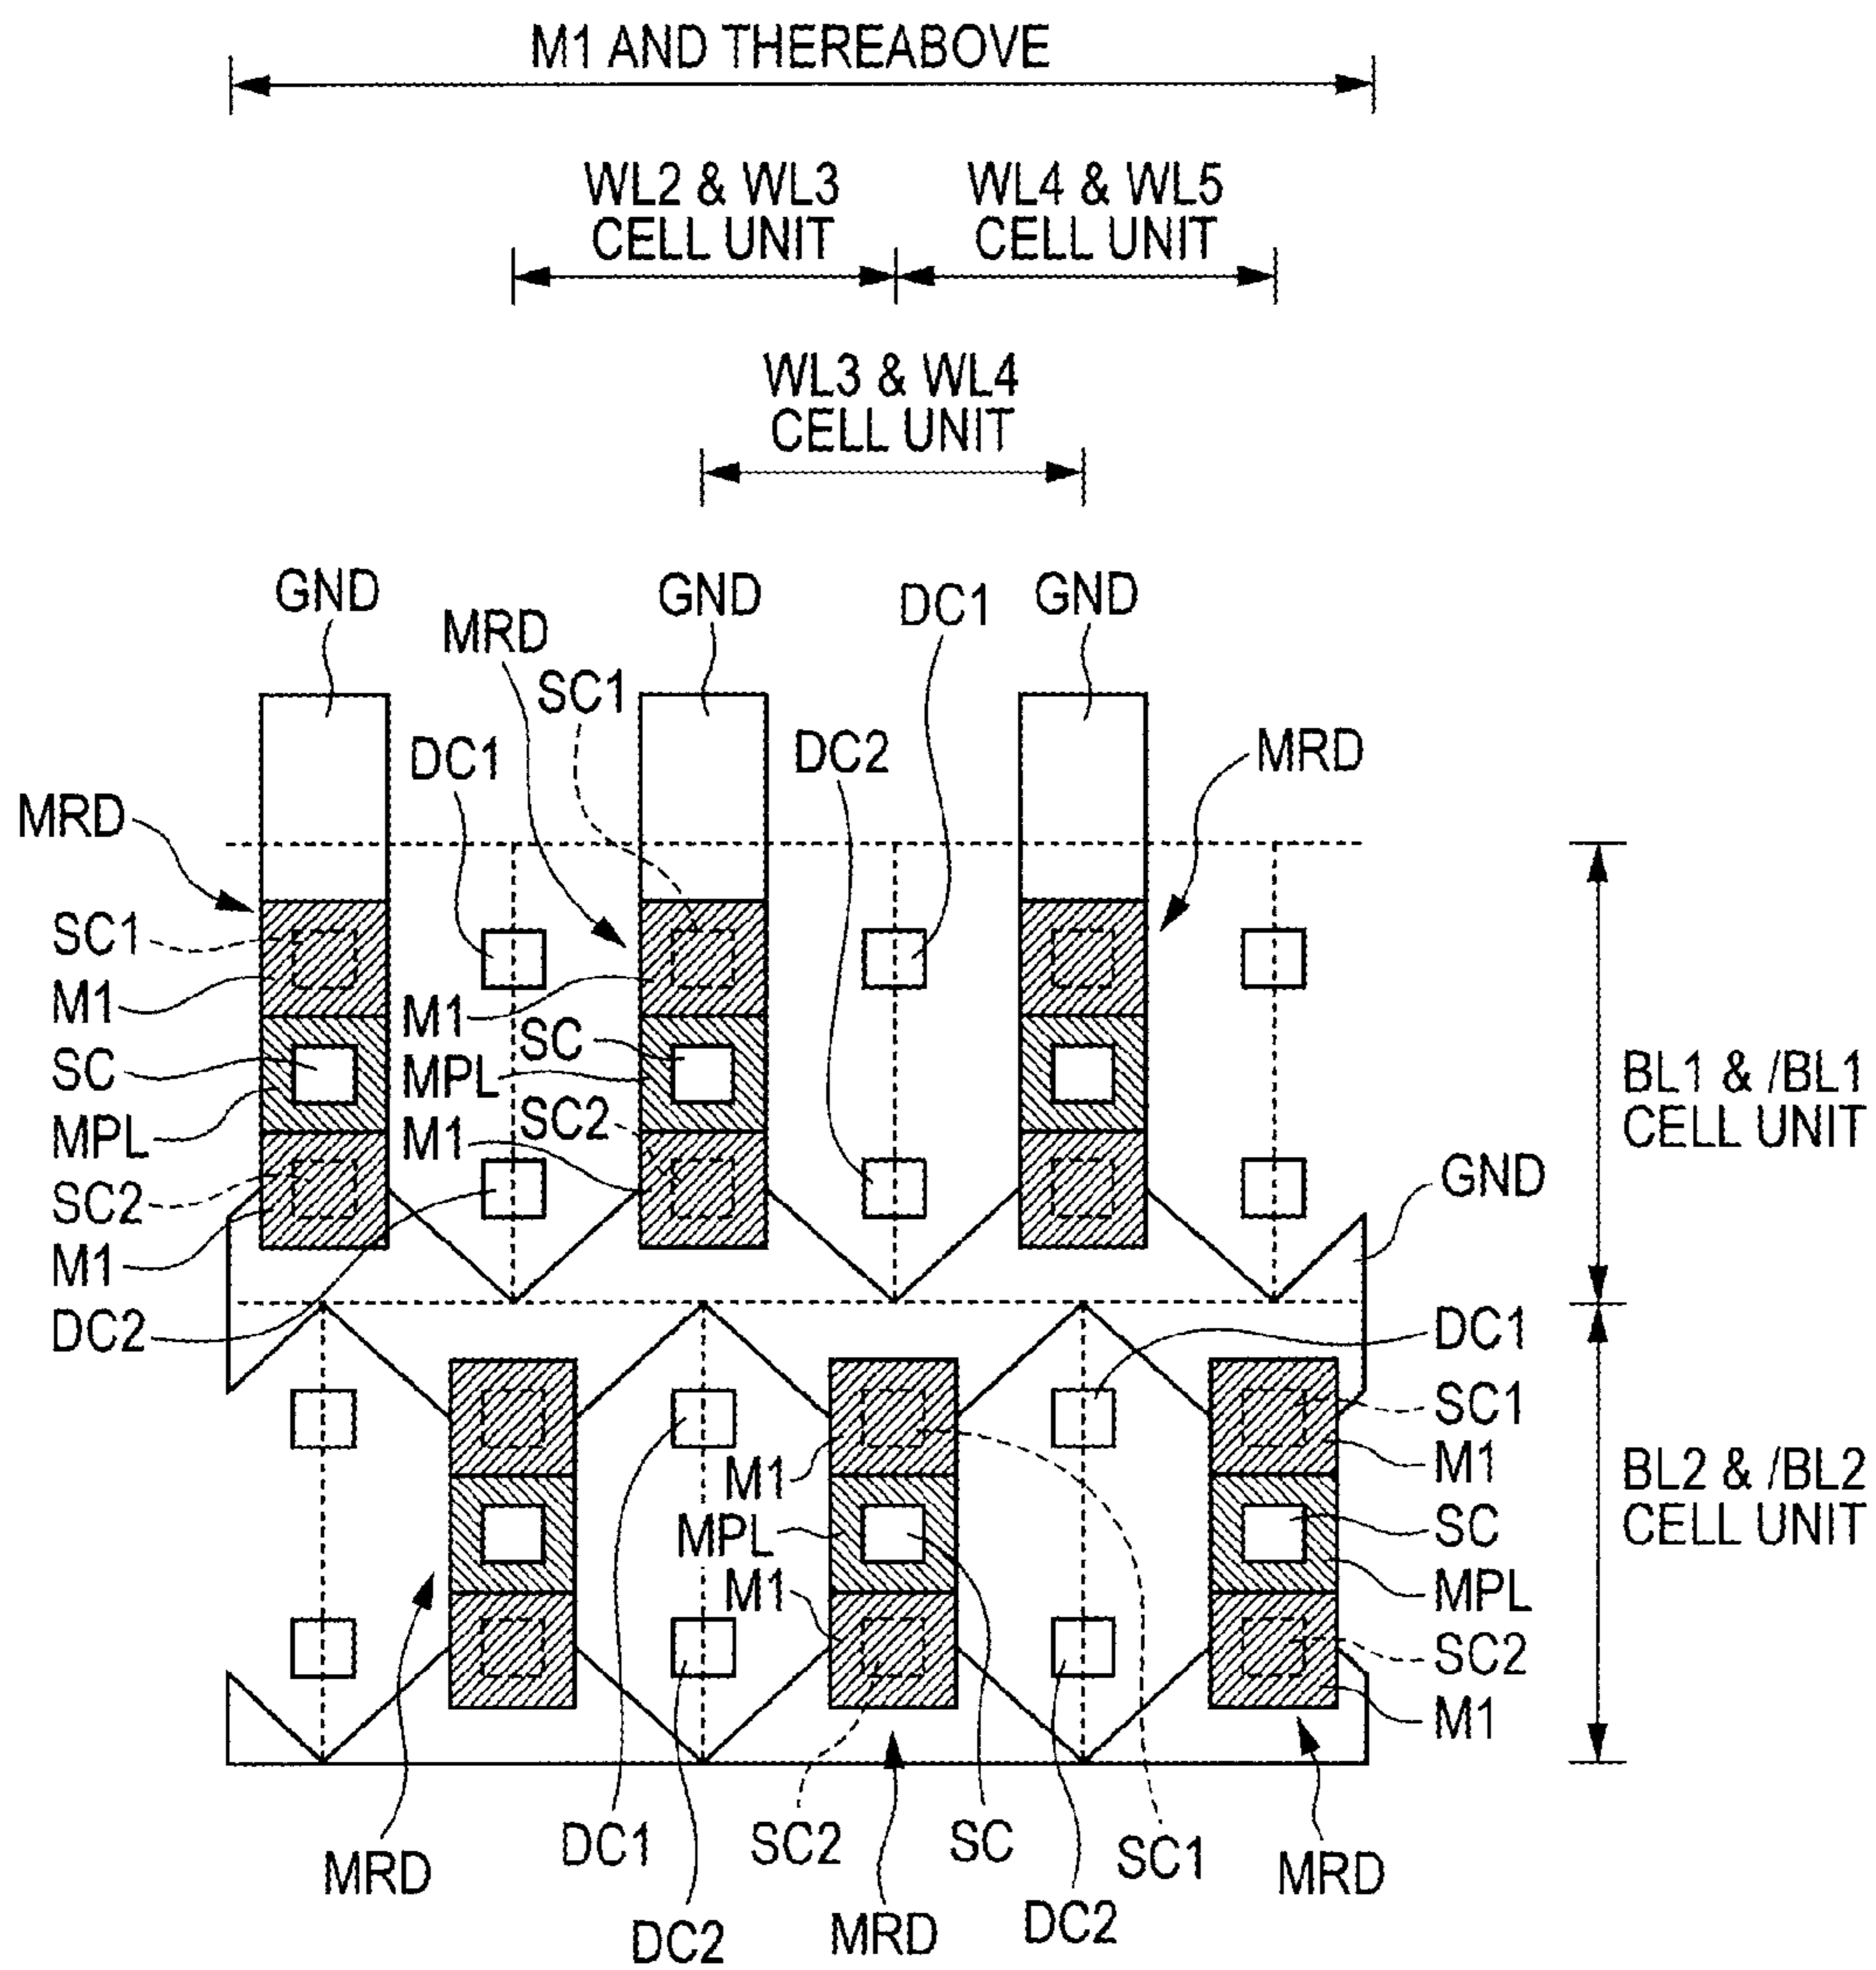 M1 AND THEREABOVE
WL2 & WL3
CELL UNIT
WL4 & WL5
CELL UNIT
WL3 & WL4
CELL UNIT
GND
GND
GND
MRD
DC1
SC1
DC1
DC2
MRD
MRD
SC1
M1
M1
SC
SC
MPL
MPL
SC2
M1
SC2
M1
DC2
BL1 & /BL1
CELL UNIT
GND
DC1
SC1
M1
M1
SC
MPL
MPL
M1
SC2
M1
BL2 & /BL2
CELL UNIT
MRD
DC1
SC2
SC
SC1
MRD
DC2
MRD
DC2